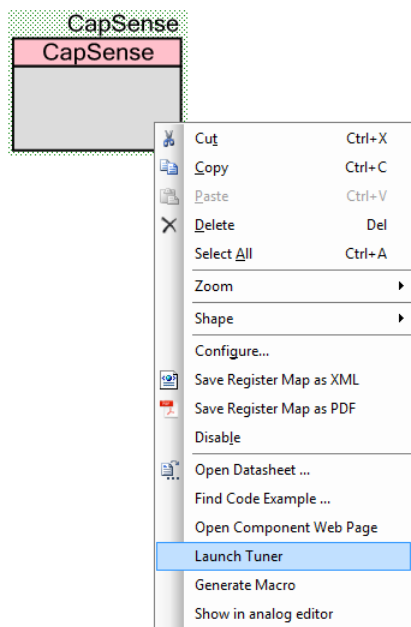 CapSense
CapSense
Cut Ctrl+X
Copy Ctrl+C
Paste Ctrl+V
Delete Del
Select All Ctrl+A
Zoom
Shape
Configure...
Save Register Map as XML
Save Register Map as PDF
Disable
Open Datasheet ...
Find Code Example ...
Open Component Web Page
Launch Tuner
Generate Macro
Show in analog editor